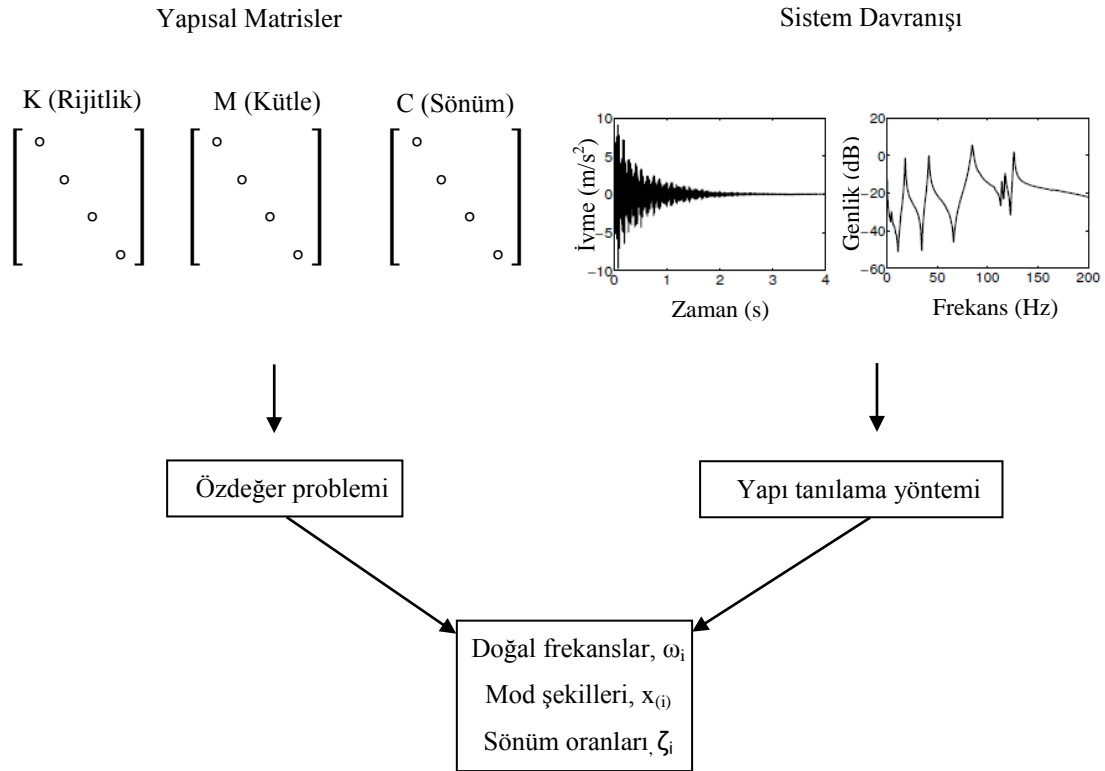 Yapısal Matrisler
Sistem Davranışı
K (Rijitlik)
M (Kütle)
C (Sönüm)
İvme (m/s²)
10
5
0
−5
−10
0
1
2
3
4
Zaman (s)
Genlik (dB)
20
0
−20
−40
−60
0
50
100
150
200
Frekans (Hz)
Özdeğer problemi
Yapı tanılama yöntemi
Doğal frekanslar, ωi
Mod şekilleri, x(i)
Sönüm oranları, ζi